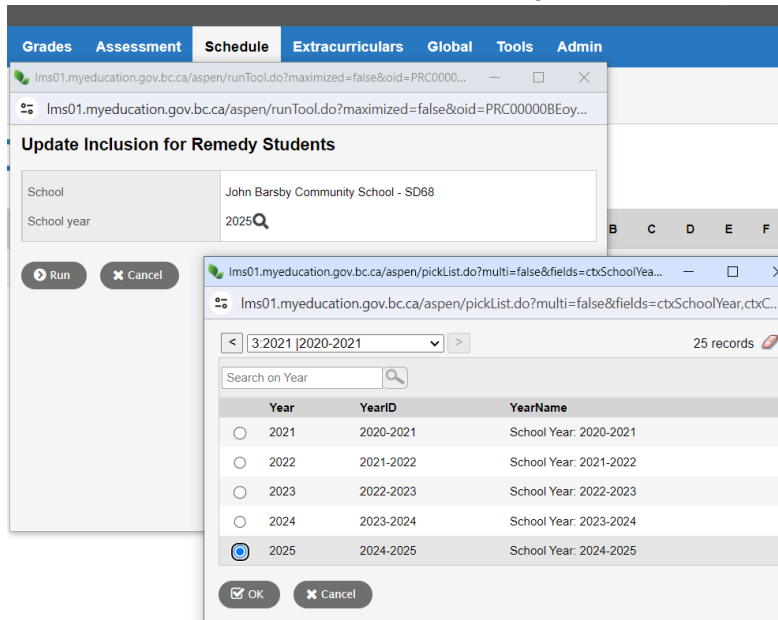 Grades Assessment Schedule Extracurriculars Global Tools Admin
lms01.myeducation.gov.bc.ca/aspen/runTool.do?maximized=false&oid=PRC0000...
lms01.myeducation.gov.bc.ca/aspen/runTool.do?maximized=false&oid=PRC00000BEoy...
Update Inclusion for Remedy Students
School John Barsby Community School - SD68
School year 2025
B C D E F
Run Cancel
lms01.myeducation.gov.bc.ca/aspen/pickList.do?multi=false&fields=ctxSchoolYea...
lms01.myeducation.gov.bc.ca/aspen/pickList.do?multi=false&fields=ctxSchoolYear,ctxC...
< 3:2021 |2020-2021 > 25 records
Search on Year
Year YearID YearName
2021 2020-2021 School Year: 2020-2021
2022 2021-2022 School Year: 2021-2022
2023 2022-2023 School Year: 2022-2023
2024 2023-2024 School Year: 2023-2024
2025 2024-2025 School Year: 2024-2025
OK Cancel